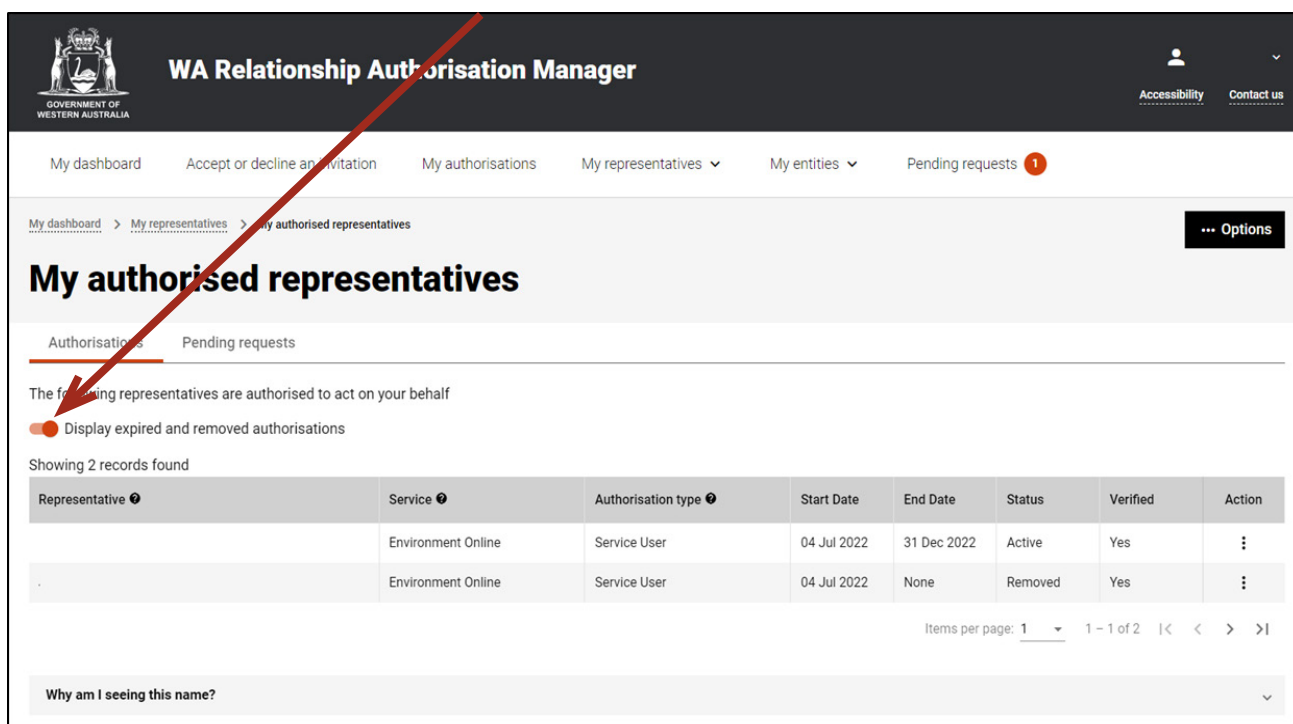 WA Relationship Authorisation Manager
GOVERNMENT OF
WESTERN AUSTRALIA
Accessibility Contact us
My dashboard Accept or decline an invitation My authorisations My representatives My entities Pending requests 1
My dashboard > My representatives > My authorised representatives
... Options
My authorised representatives
Authorisations Pending requests
The following representatives are authorised to act on your behalf
Display expired and removed authorisations
Showing 2 records found
Representative ? Service ? Authorisation type ? Start Date End Date Status Verified Action
Environment Online Service User 04 Jul 2022 31 Dec 2022 Active Yes
Environment Online Service User 04 Jul 2022 None Removed Yes
Items per page: 1 1 – 1 of 2 |< < > >|
Why am I seeing this name?